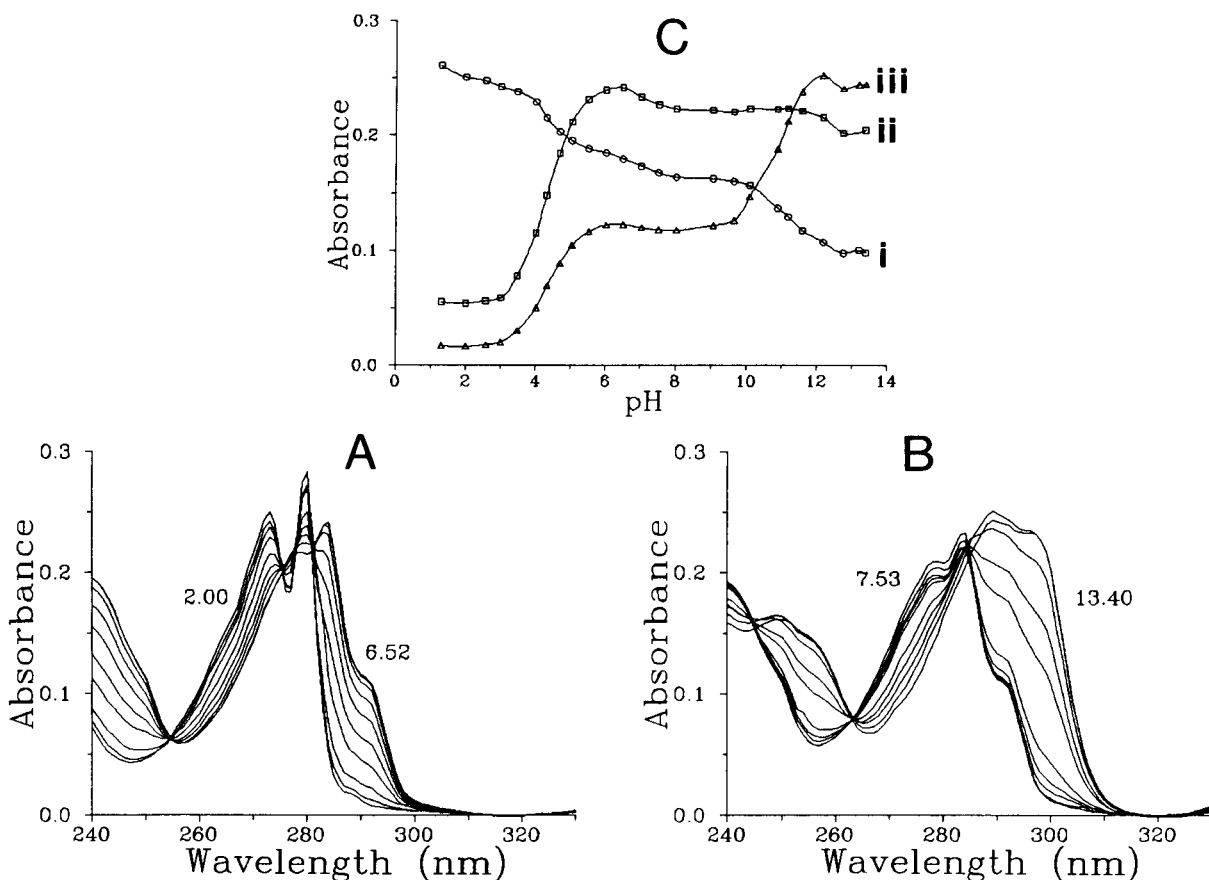 C
0.3
0.2
0.1
0.0
Absorbance
iii
ii
i
0 2 4 6 8 10 12 14
pH
A
0.3
0.2
0.1
0.0
Absorbance
2.00
6.52
240 260 280 300 320
Wavelength (nm)
B
0.3
0.2
0.1
0.0
Absorbance
7.53
13.40
240 260 280 300 320
Wavelength (nm)